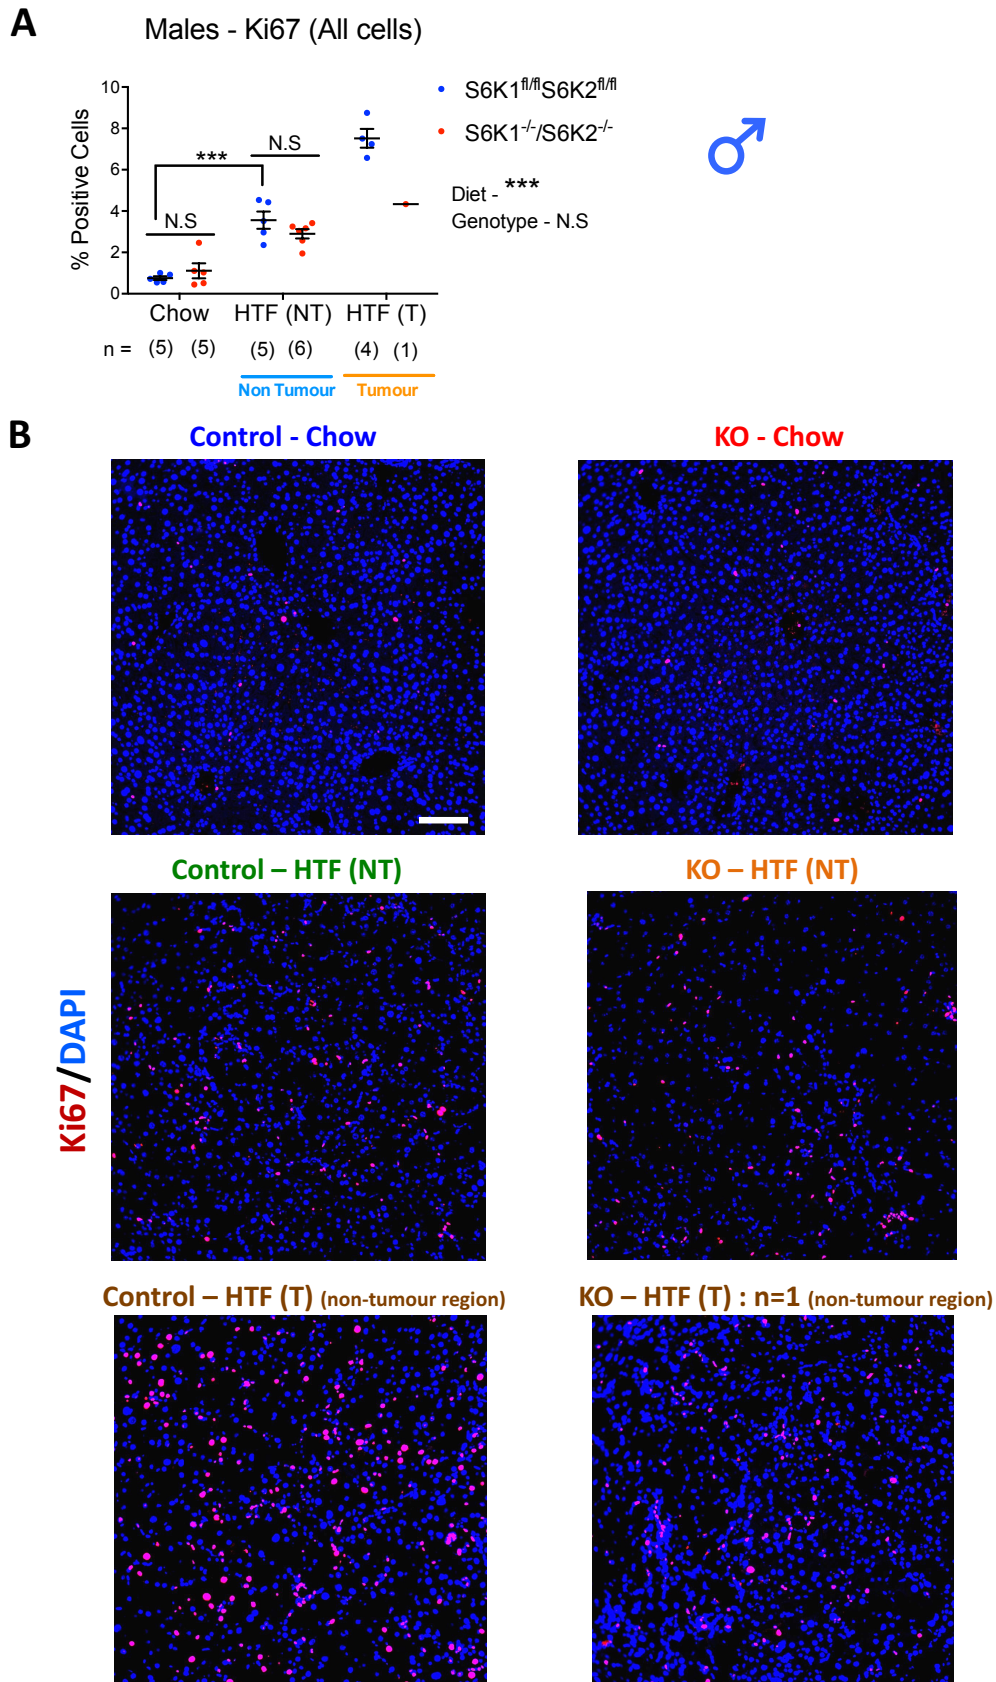 A
Males - Ki67 (All cells)
% Positive Cells
10
8
6
4
2
0
***
N.S
N.S
S6K1fl/flS6K2fl/fl
S6K1-/-/S6K2-/-
Diet - ***
Genotype - N.S
Chow HTF (NT) HTF (T)
n = (5) (5) (5) (6) (4) (1)
Non Tumour Tumour
B
Control - Chow
KO - Chow
Control – HTF (NT)
KO – HTF (NT)
Ki67/DAPI
Control – HTF (T) (non-tumour region)
KO – HTF (T) : n=1 (non-tumour region)